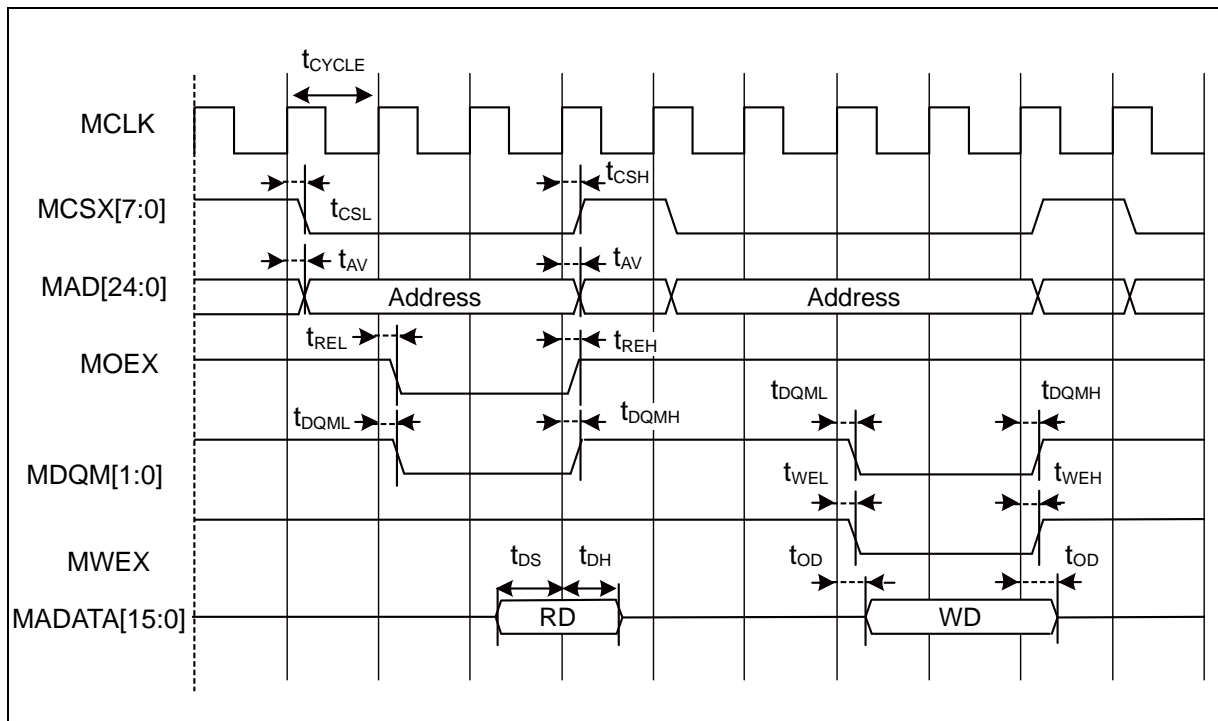 tCYCLE
MCLK
tCSH
MCSX[7:0]
tCSL
tAV
tAV
MAD[24:0]
Address
Address
tREL
tREH
MOEX
tDQML
tDQMH
tDQML
tDQMH
MDQM[1:0]
tWEL
tWEH
MWEX
tDS
tDH
tOD
tOD
MADATA[15:0]
RD
WD